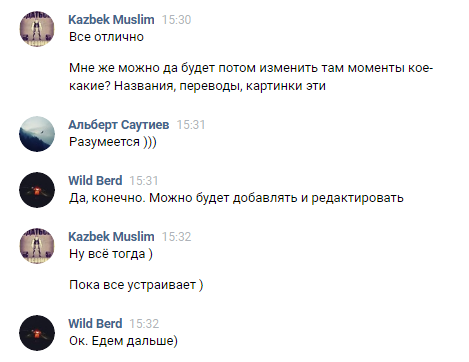 Kazbek Muslim 15:30
Все отлично
Мне же можно да будет потом изменить там моменты кое-
какие? Названия, переводы, картинки эти
Альберт Саутиев 15:31
Разумеется )))
Wild Berd 15:31
Да, конечно. Можно будет добавлять и редактировать
Kazbek Muslim 15:32
Ну всё тогда )
Пока все устраивает )
Wild Berd 15:32
Ок. Едем дальше)